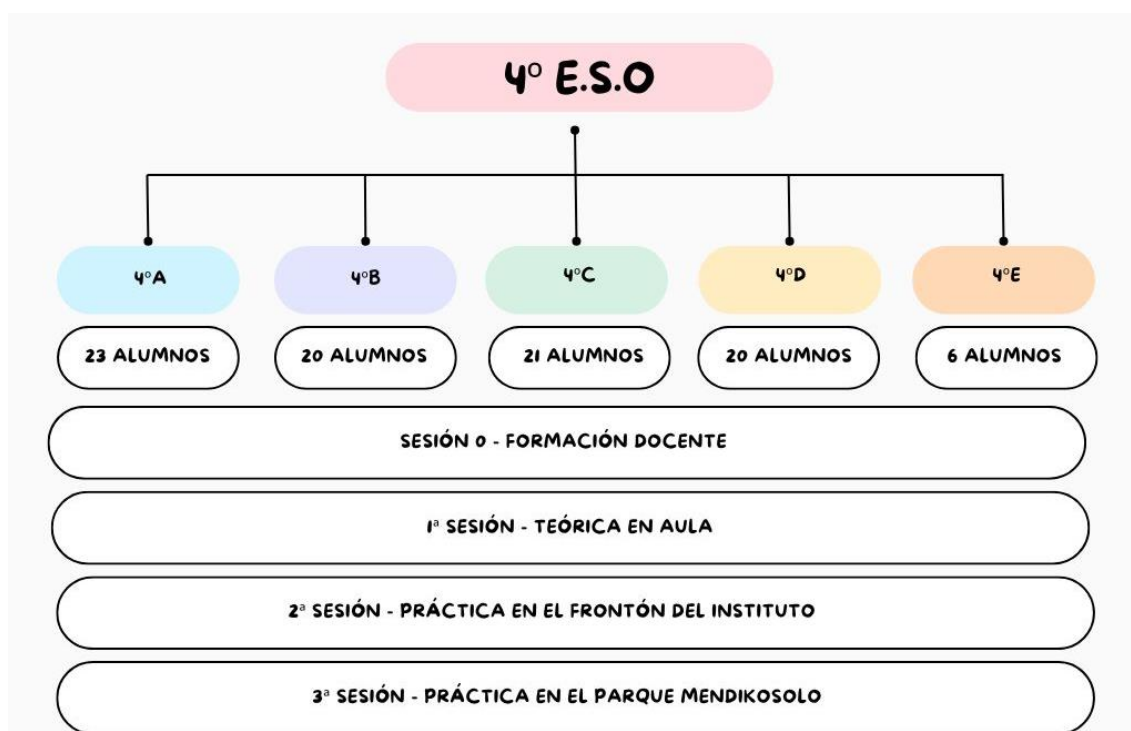 4º E.S.O
4ºA
4ºB
4ºC
4ºD
4ºE
23 ALUMNOS
20 ALUMNOS
21 ALUMNOS
20 ALUMNOS
6 ALUMNOS
SESIÓN 0 - FORMACIÓN DOCENTE
1ª SESIÓN - TEÓRICA EN AULA
2ª SESIÓN - PRÁCTICA EN EL FRONTÓN DEL INSTITUTO
3ª SESIÓN - PRÁCTICA EN EL PARQUE MENDIKOSOLO